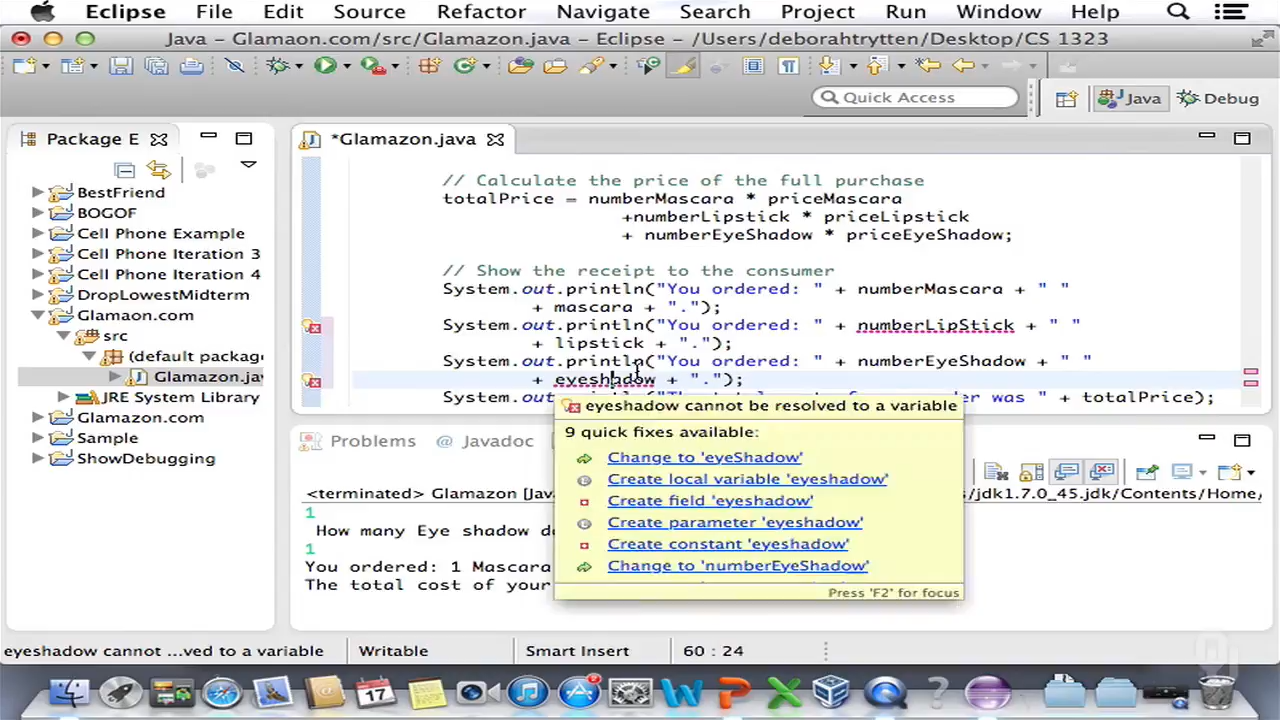 Eclipse File Edit Source Refactor Navigate Search Project Run Window Help
Java - Glamaon.com/src/Glamazon.java - Eclipse - /Users/deborahtrytten/Desktop/CS 1323
Quick Access
Java
Debug
Package E
BestFriend
BOGOF
Cell Phone Example
Cell Phone Iteration 3
Cell Phone Iteration 4
DropLowestMidterm
Glamaon.com
src
(default packag
Glamazon.ja
JRE System Library
Glamazon.com
Sample
ShowDebugging
*Glamazon.java
// Calculate the price of the full purchase
totalPrice = numberMascara * priceMascara
+numberLipstick * priceLipstick
+ numberEyeShadow * priceEyeShadow;
// Show the receipt to the consumer
System.out.println("You ordered: " + numberMascara + " "
+ mascara + ".");
System.out.println("You ordered: " + numberLipStick + " "
+ lipstick + ".");
System.out.println("You ordered: " + numberEyeShadow + " "
+ eyeshadow + ".");
System.out was " + totalPrice);
eyeshadow cannot be resolved to a variable
9 quick fixes available:
Change to 'eyeShadow'
Create local variable 'eyeshadow'
Create field 'eyeshadow'
Create parameter 'eyeshadow'
Create constant 'eyeshadow'
Change to 'numberEyeShadow'
Press 'F2' for focus
Problems
@ Javadoc
<terminated> Glamazon [Jav
s/jdk1.7.0_45.jdk/Contents/Home/
1
How many Eye shadow d
1
You ordered: 1 Mascara
The total cost of your
eyeshadow cannot ...ved to a variable
Writable
Smart Insert
60 : 24
17